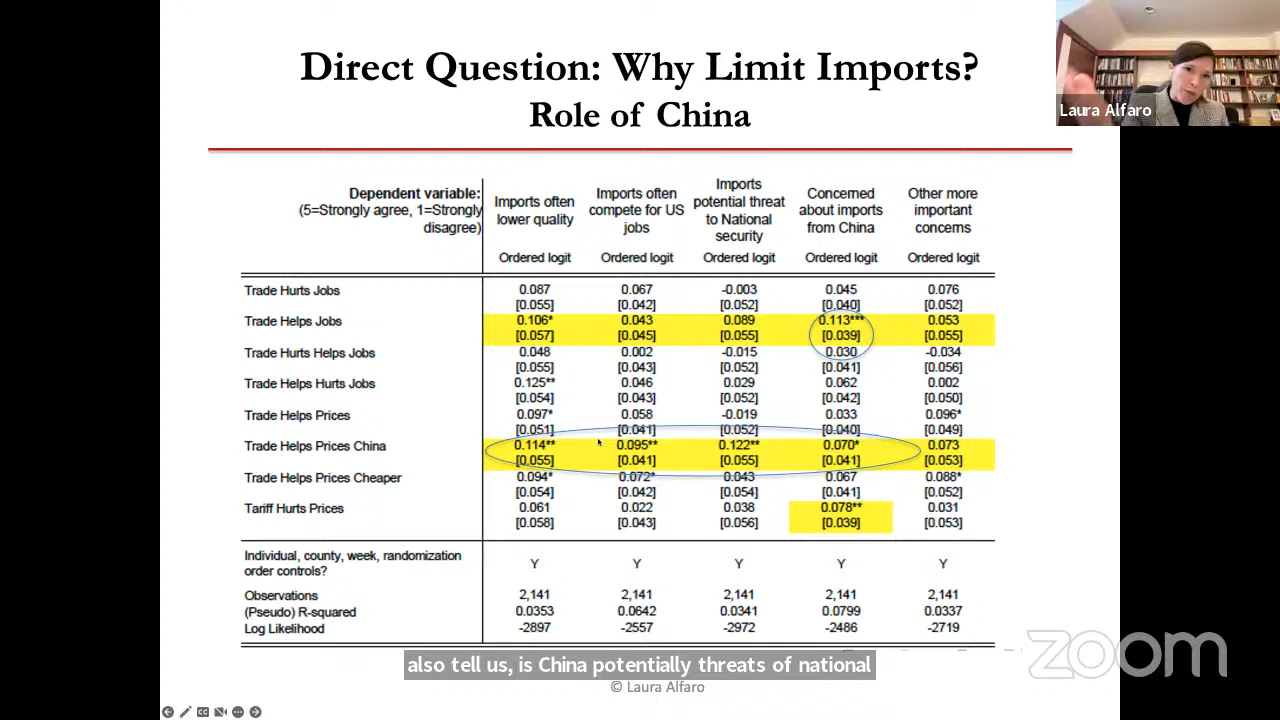 Direct Question: Why Limit Imports?
Role of China
Laura Alfaro
Dependent variable:
(5=Strongly agree, 1=Strongly
disagree)
Imports often
lower quality
Imports often
compete for US
jobs
Imports
potential threat
to National
security
Concerned
about imports
from China
Other more
important
concerns
Ordered logit Ordered logit Ordered logit Ordered logit Ordered logit
Trade Hurts Jobs 0.087 0.067 -0.003 0.045 0.076
[0.055] [0.042] [0.052] [0.040] [0.052]
Trade Helps Jobs 0.106* 0.043 0.089 0.113*** 0.053
[0.057] [0.045] [0.055] [0.039] [0.055]
Trade Hurts Helps Jobs 0.048 0.002 -0.015 0.030 -0.034
[0.055] [0.043] [0.052] [0.041] [0.056]
Trade Helps Hurts Jobs 0.125** 0.046 0.029 0.062 0.002
[0.054] [0.043] [0.052] [0.042] [0.050]
Trade Helps Prices 0.097* 0.058 -0.019 0.033 0.096*
[0.051] [0.041] [0.052] [0.040] [0.049]
Trade Helps Prices China 0.114** 0.095** 0.122** 0.070* 0.073
[0.055] [0.041] [0.055] [0.041] [0.053]
Trade Helps Prices Cheaper 0.094* 0.072* 0.043 0.067 0.088*
[0.054] [0.042] [0.054] [0.041] [0.052]
Tariff Hurts Prices 0.061 0.022 0.038 0.078** 0.031
[0.058] [0.043] [0.056] [0.039] [0.053]
Individual, county, week, randomization
order controls? Y Y Y Y Y
Observations 2,141 2,141 2,141 2,141 2,141
(Pseudo) R-squared 0.0353 0.0642 0.0341 0.0799 0.0337
Log Likelihood -2897 -2557 -2972 -2486 -2719
also tell us, is China potentially threats of national
© Laura Alfaro
zoom